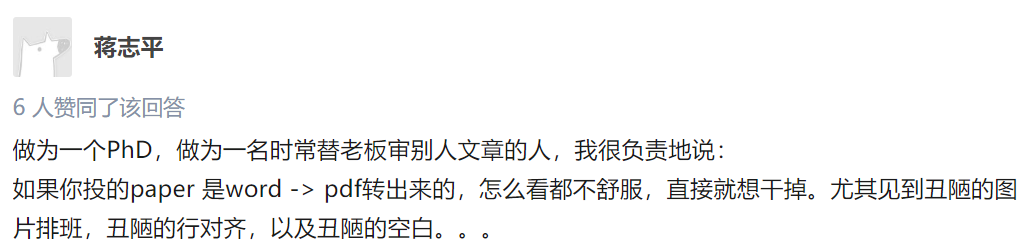 蒋志平
6 人赞同了该回答
做为一个PhD，做为一名时常替老板审别人文章的人，我很负责地说：
如果你投的paper 是word -> pdf转出来的，怎么看都不舒服，直接就想干掉。尤其见到丑陋的图
片排班，丑陋的行对齐，以及丑陋的空白。。。